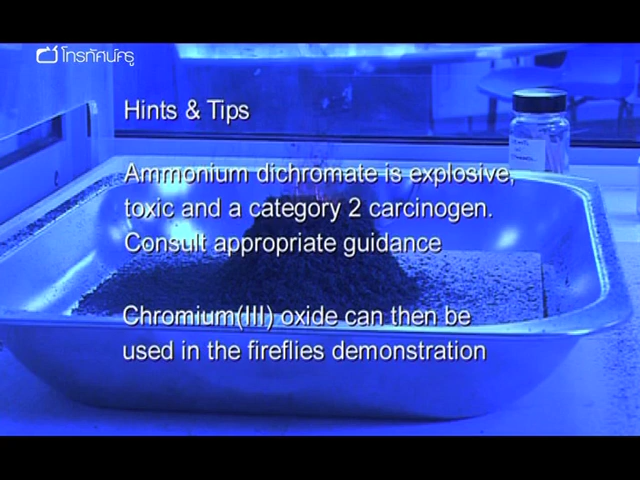 โทรทัศน์ครู
Hints & Tips
Ammonium dichromate is explosive,
toxic and a category 2 carcinogen.
Consult appropriate guidance
Chromium(III) oxide can then be
used in the fireflies demonstration